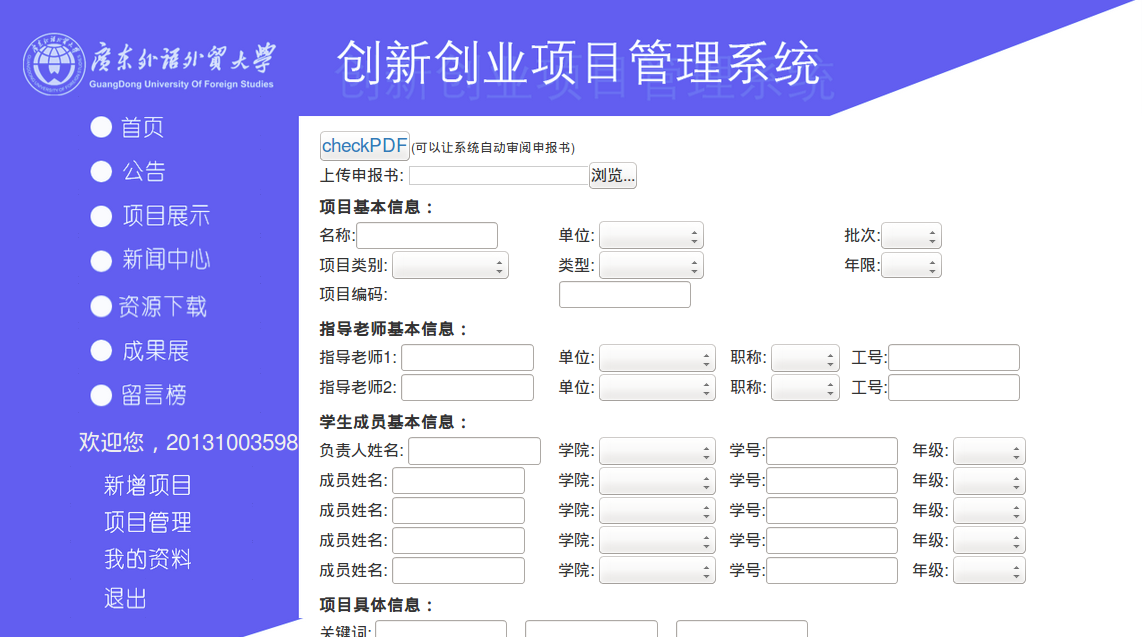 廣东外语外贸大学
GuangDong University Of Foreign Studies
创新创业项目管理系统
首页
公告
项目展示
新闻中心
资源下载
成果展
留言榜
欢迎您，20131003598
新增项目
项目管理
我的资料
退出
checkPDF(可以让系统自动审阅申报书)
上传申报书: 浏览...
项目基本信息：
名称: 单位: 批次:
项目类别: 类型: 年限:
项目编码:
指导老师基本信息：
指导老师1: 单位: 职称: 工号:
指导老师2: 单位: 职称: 工号:
学生成员基本信息：
负责人姓名: 学院: 学号: 年级:
成员姓名: 学院: 学号: 年级:
成员姓名: 学院: 学号: 年级:
成员姓名: 学院: 学号: 年级:
成员姓名: 学院: 学号: 年级:
项目具体信息：
关键词: